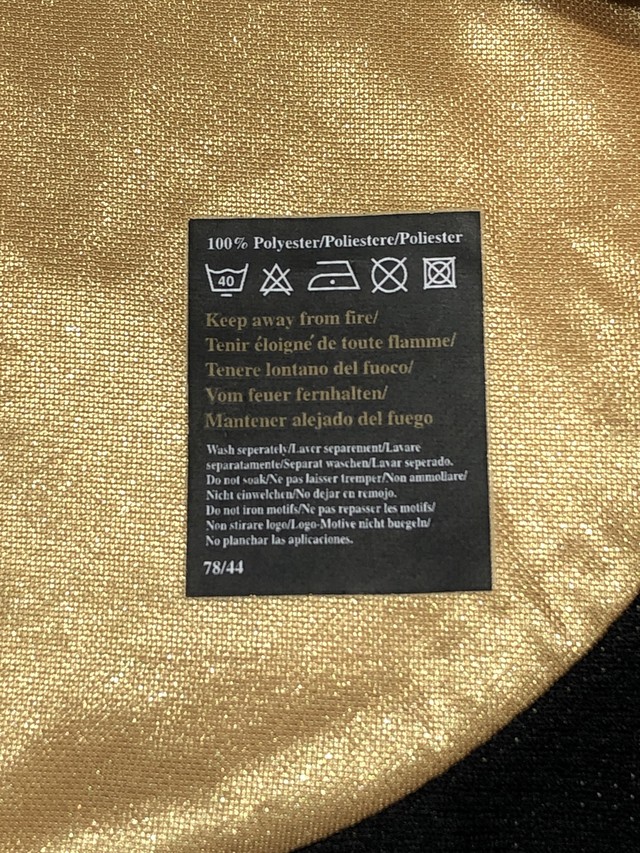 100% Polyester/Poliestere/Poliester
40
Keep away from fire/
Tenir éloigné de toute flamme/
Tenere lontano del fuoco/
Vom feuer fernhalten/
Mantener alejado del fuego
Wash seperately/Laver separement/Lavare
separatamente/Separat waschen/Lavar seperado.
Do not soak/Ne pas laisser tremper/Non ammollare/
Nicht einwelchen/No dejar en remojo.
Do not iron motifs/Ne pas repasser les motifs/
Non stirare logo/Logo-Motive nicht buegeln/
No planchar las aplicaciones.
78/44